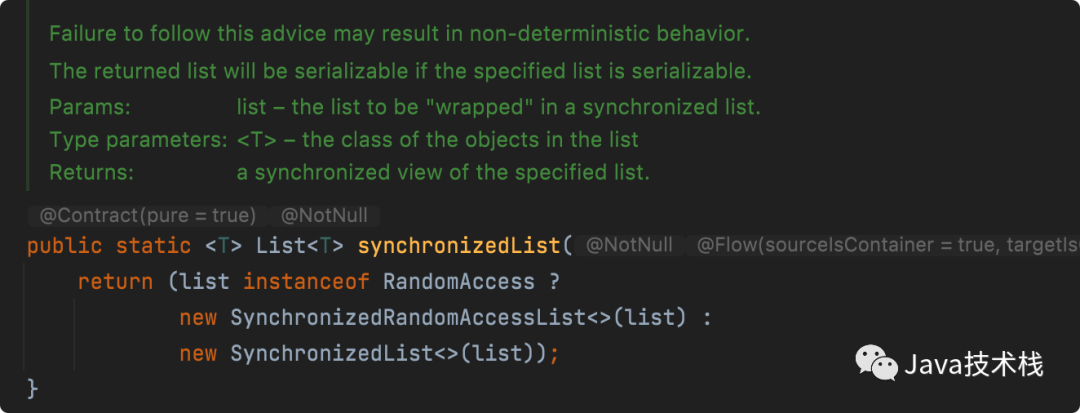 Failure to follow this advice may result in non-deterministic behavior.
The returned list will be serializable if the specified list is serializable.
Params: list – the list to be "wrapped" in a synchronized list.
Type parameters: <T> – the class of the objects in the list
Returns: a synchronized view of the specified list.
@Contract(pure = true) @NotNull
public static <T> List<T> synchronizedList( @NotNull @Flow(sourceIsContainer = true,
return (list instanceof RandomAccess ?
new SynchronizedRandomAccessList<>(list) :
new SynchronizedList<>(list));
}
Java技术栈